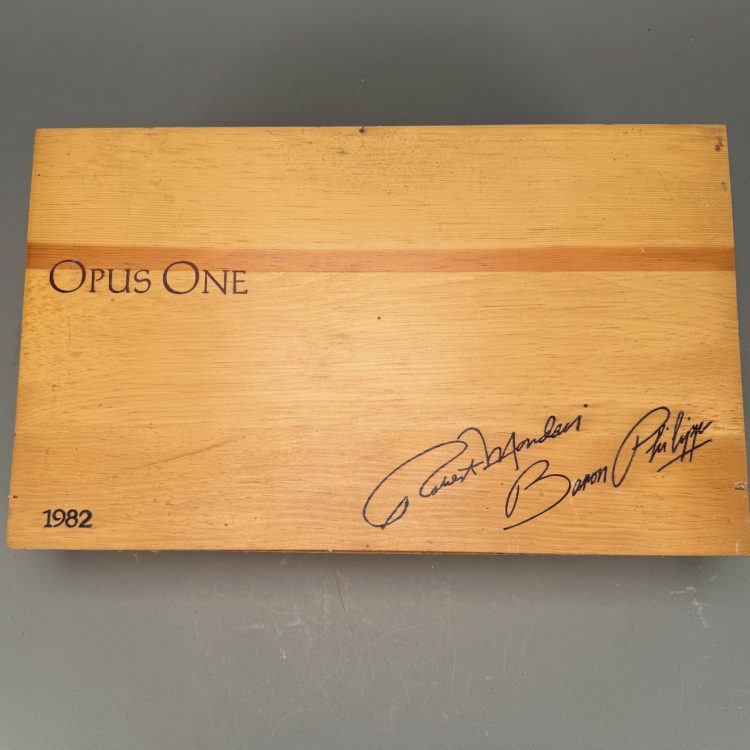 OPUS ONE
Robert Mondavi
Baron Philippe
1982